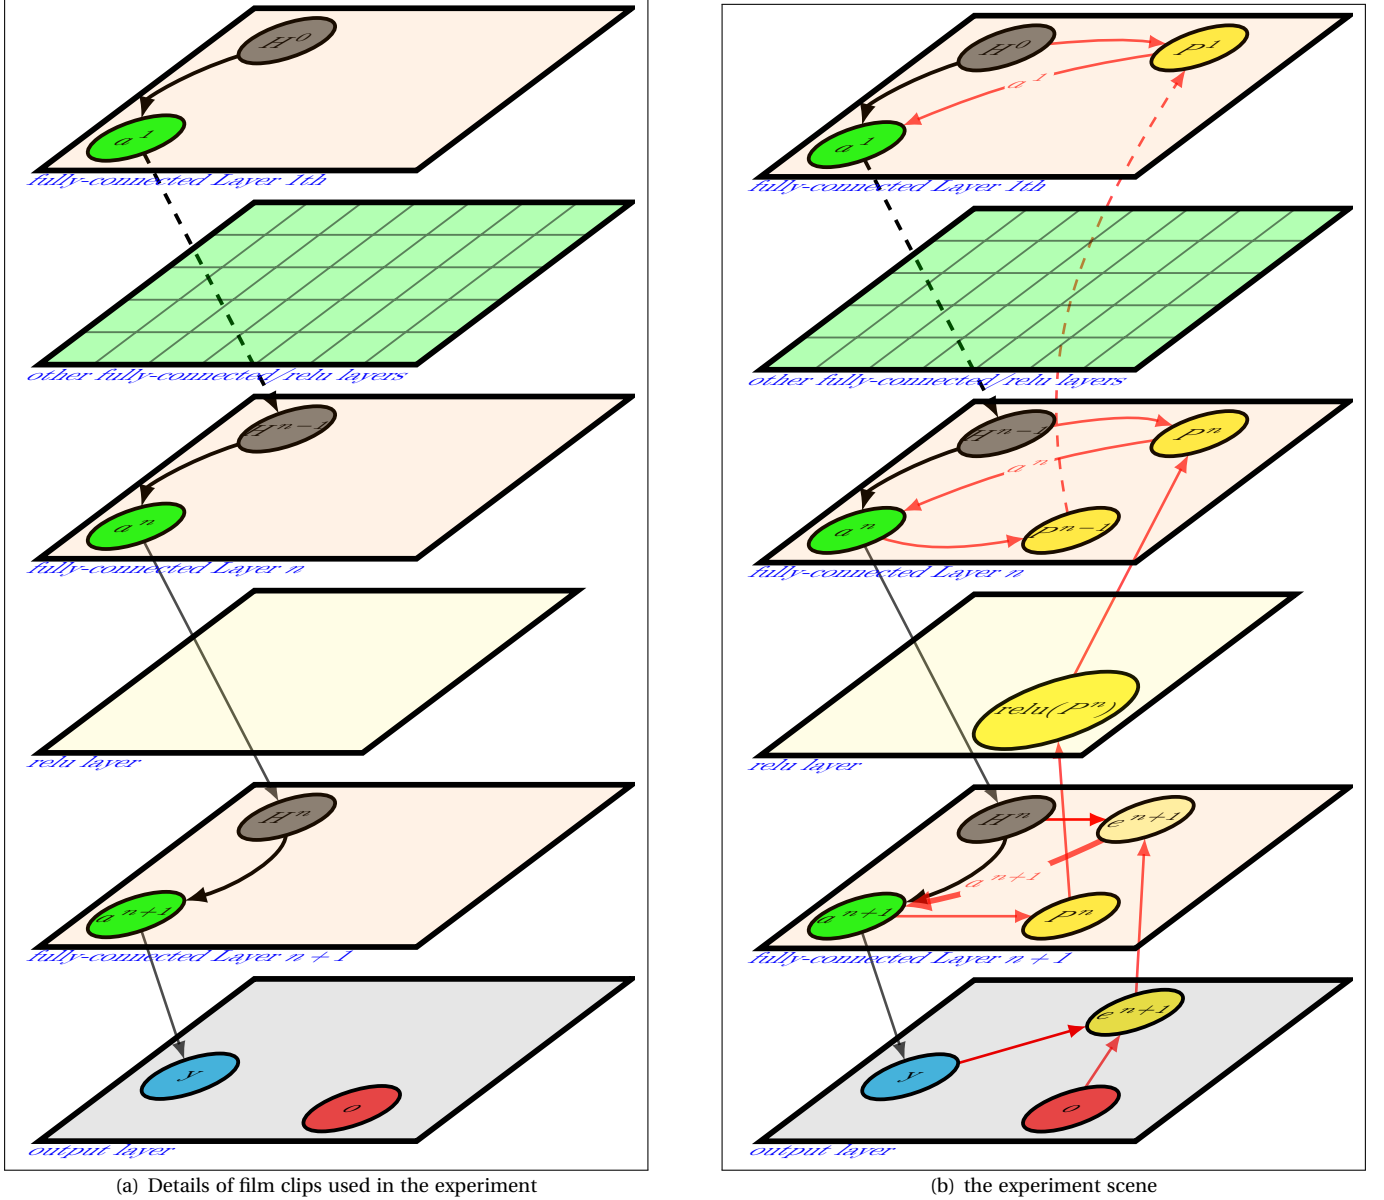 H⁰
a¹
fully-connected Layer 1th
other fully-connected/relu layers
Hⁿ⁻¹
aⁿ
fully-connected Layer n
relu layer
Hⁿ
aⁿ⁺¹
fully-connected Layer n + 1
y
o
output layer
(a) Details of film clips used in the experiment
H⁰
P¹
a¹
a¹
fully-connected Layer 1th
other fully-connected/relu layers
Hⁿ⁻¹
Pⁿ
aⁿ
aⁿ
Pⁿ⁻¹
fully-connected Layer n
relu(Pⁿ)
relu layer
Hⁿ
eⁿ⁺¹
aⁿ⁺¹
aⁿ⁺¹
Pⁿ
fully-connected Layer n + 1
eⁿ⁺¹
y
o
output layer
(b) the experiment scene